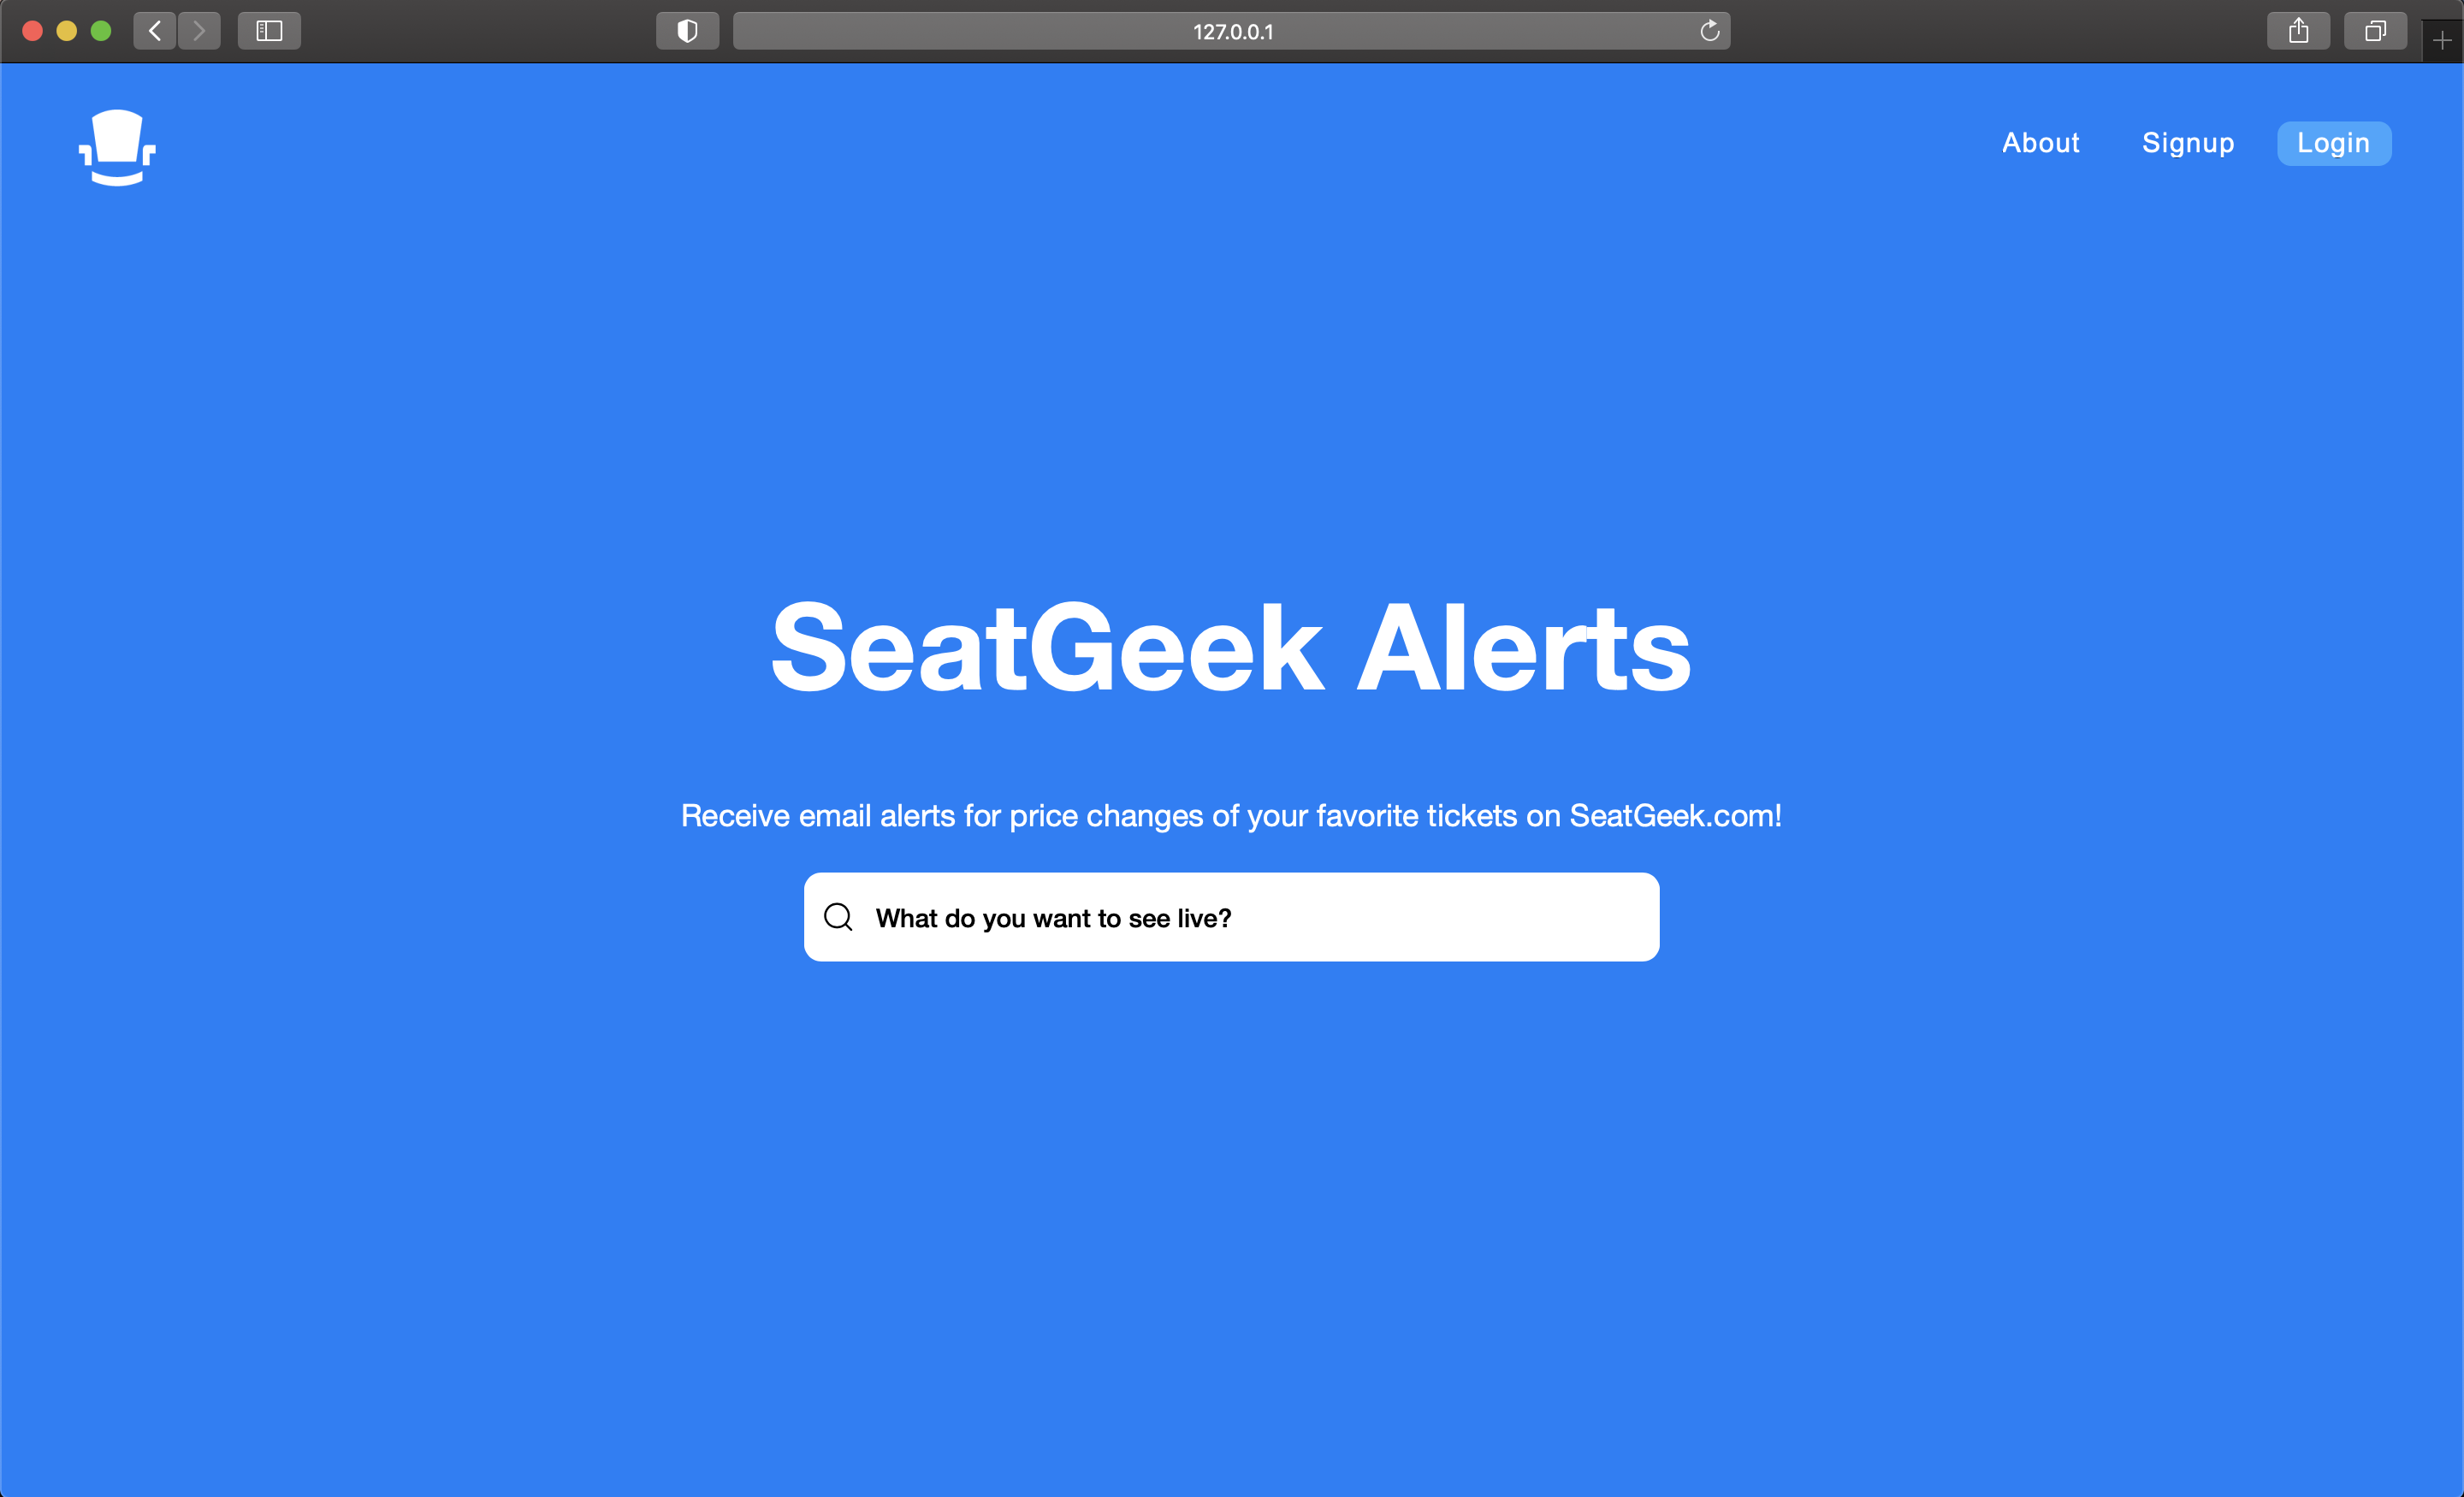 127.0.0.1
About Signup Login
SeatGeek Alerts
Receive email alerts for price changes of your favorite tickets on SeatGeek.com!
What do you want to see live?